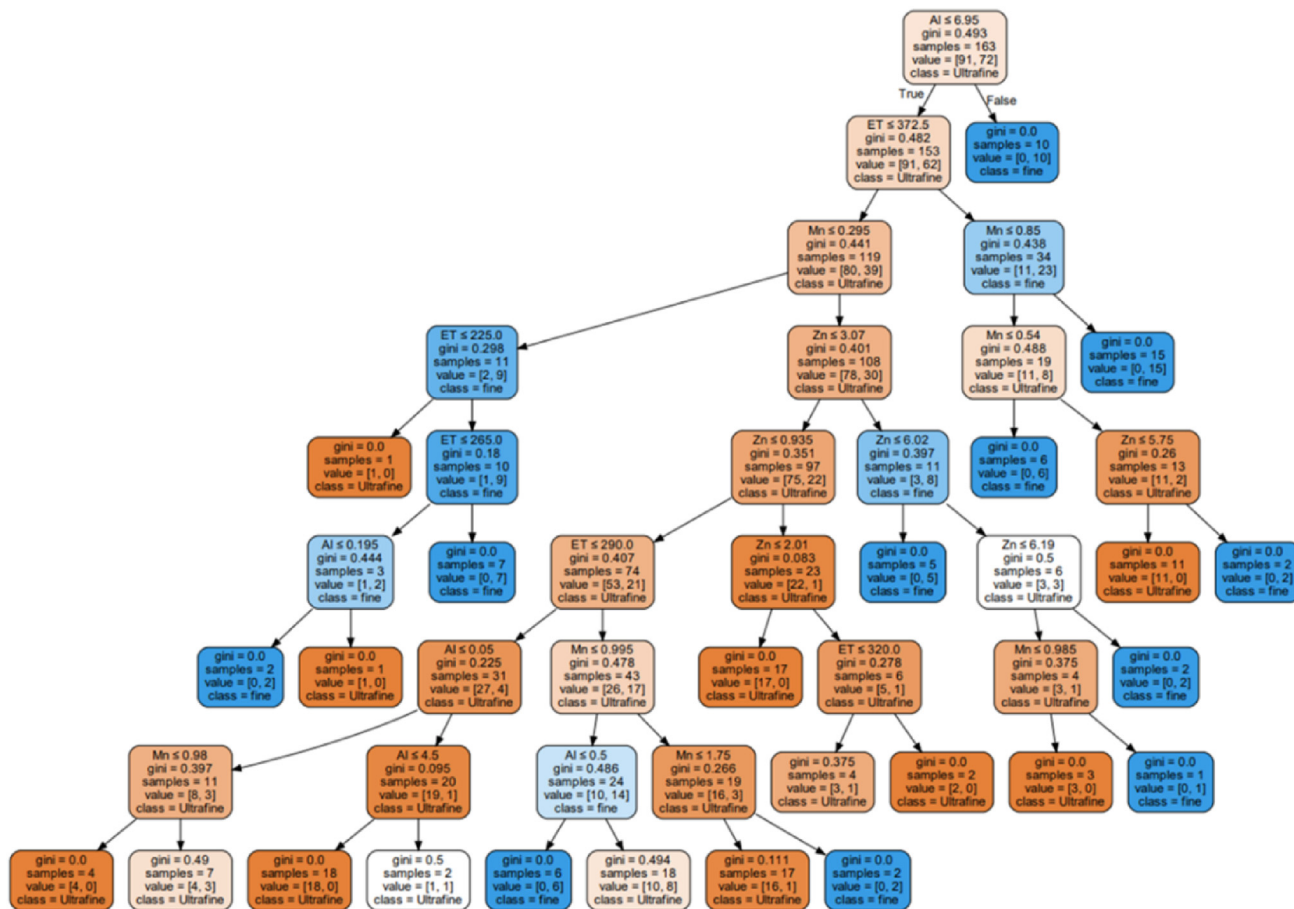 Al ≤ 6.95
gini = 0.493
samples = 163
value = [91, 72]
class = Ultrafine
True
False
ET ≤ 372.5
gini = 0.482
samples = 153
value = [91, 62]
class = Ultrafine
gini = 0.0
samples = 10
value = [0, 10]
class = fine
Mn ≤ 0.295
gini = 0.441
samples = 119
value = [80, 39]
class = Ultrafine
Mn ≤ 0.85
gini = 0.438
samples = 34
value = [11, 23]
class = fine
ET ≤ 225.0
gini = 0.298
samples = 11
value = [2, 9]
class = fine
Zn ≤ 3.07
gini = 0.401
samples = 108
value = [78, 30]
class = Ultrafine
Mn ≤ 0.54
gini = 0.488
samples = 19
value = [11, 8]
class = Ultrafine
gini = 0.0
samples = 15
value = [0, 15]
class = fine
gini = 0.0
samples = 1
value = [1, 0]
class = Ultrafine
ET ≤ 265.0
gini = 0.18
samples = 10
value = [1, 9]
class = fine
Zn ≤ 0.935
gini = 0.351
samples = 97
value = [75, 22]
class = Ultrafine
Zn ≤ 6.02
gini = 0.397
samples = 11
value = [3, 8]
class = fine
gini = 0.0
samples = 6
value = [0, 6]
class = fine
Zn ≤ 5.75
gini = 0.26
samples = 13
value = [11, 2]
class = Ultrafine
Al ≤ 0.195
gini = 0.444
samples = 3
value = [1, 2]
class = fine
gini = 0.0
samples = 7
value = [0, 7]
class = fine
ET ≤ 290.0
gini = 0.407
samples = 74
value = [53, 21]
class = Ultrafine
Zn ≤ 2.01
gini = 0.083
samples = 23
value = [22, 1]
class = Ultrafine
gini = 0.0
samples = 5
value = [0, 5]
class = fine
Zn ≤ 6.19
gini = 0.5
samples = 6
value = [3, 3]
class = Ultrafine
gini = 0.0
samples = 11
value = [11, 0]
class = Ultrafine
gini = 0.0
samples = 2
value = [0, 2]
class = fine
gini = 0.0
samples = 2
value = [0, 2]
class = fine
gini = 0.0
samples = 1
value = [1, 0]
class = Ultrafine
Al ≤ 0.05
gini = 0.225
samples = 31
value = [27, 4]
class = Ultrafine
Mn ≤ 0.995
gini = 0.478
samples = 43
value = [26, 17]
class = Ultrafine
gini = 0.0
samples = 17
value = [17, 0]
class = Ultrafine
ET ≤ 320.0
gini = 0.278
samples = 6
value = [5, 1]
class = Ultrafine
Mn ≤ 0.985
gini = 0.375
samples = 4
value = [3, 1]
class = Ultrafine
gini = 0.0
samples = 2
value = [0, 2]
class = fine
Mn ≤ 0.98
gini = 0.397
samples = 11
value = [8, 3]
class = Ultrafine
Al ≤ 4.5
gini = 0.095
samples = 20
value = [19, 1]
class = Ultrafine
Al ≤ 0.5
gini = 0.486
samples = 24
value = [10, 14]
class = fine
Mn ≤ 1.75
gini = 0.266
samples = 19
value = [16, 3]
class = Ultrafine
gini = 0.375
samples = 4
value = [3, 1]
class = Ultrafine
gini = 0.0
samples = 2
value = [2, 0]
class = Ultrafine
gini = 0.0
samples = 3
value = [3, 0]
class = Ultrafine
gini = 0.0
samples = 1
value = [0, 1]
class = fine
gini = 0.0
samples = 4
value = [4, 0]
class = Ultrafine
gini = 0.49
samples = 7
value = [4, 3]
class = Ultrafine
gini = 0.0
samples = 18
value = [18, 0]
class = Ultrafine
gini = 0.5
samples = 2
value = [1, 1]
class = Ultrafine
gini = 0.0
samples = 6
value = [0, 6]
class = fine
gini = 0.494
samples = 18
value = [10, 8]
class = Ultrafine
gini = 0.111
samples = 17
value = [16, 1]
class = Ultrafine
gini = 0.0
samples = 2
value = [0, 2]
class = fine